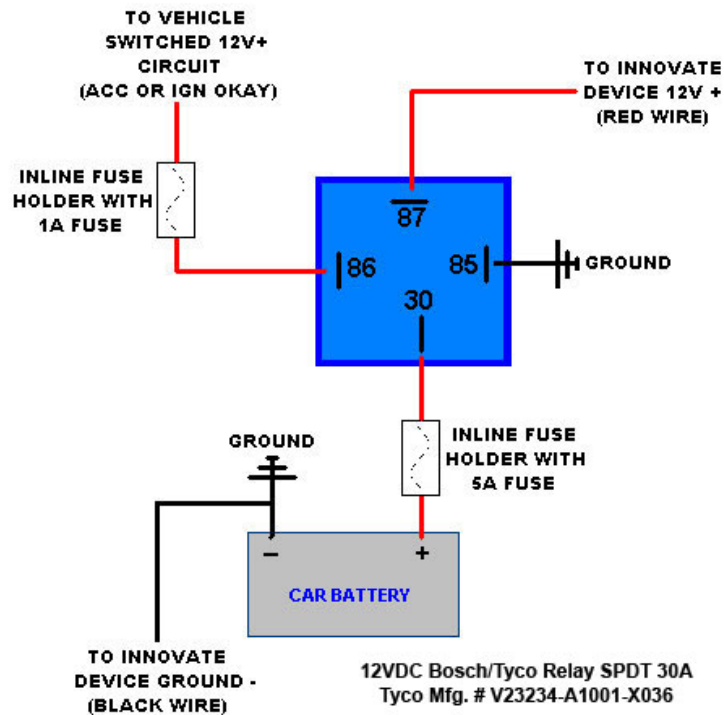 TO VEHICLE
SWITCHED 12V+
CIRCUIT
(ACC OR IGN OKAY)
TO INNOVATE
DEVICE 12V +
(RED WIRE)
INLINE FUSE
HOLDER WITH
1A FUSE
87
86
85
30
GROUND
GROUND
INLINE FUSE
HOLDER WITH
5A FUSE
–
+
CAR BATTERY
TO INNOVATE
DEVICE GROUND -
(BLACK WIRE)
12VDC Bosch/Tyco Relay SPDT 30A
Tyco Mfg. # V23234-A1001-X036